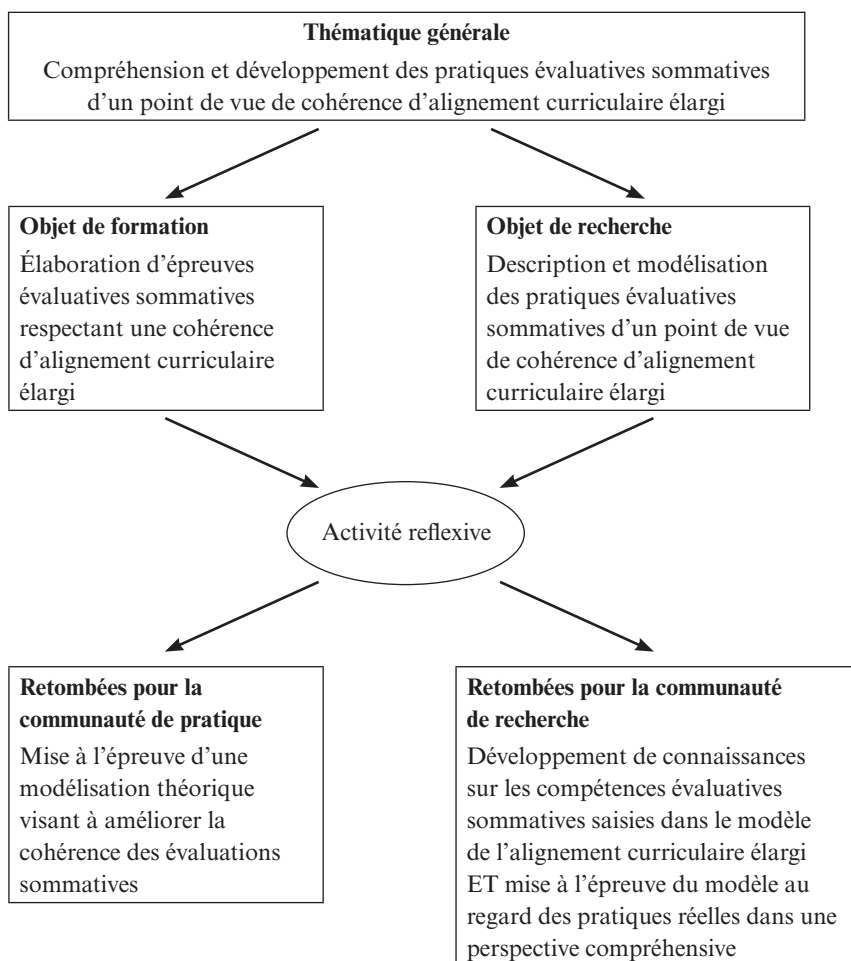 Thématique générale
Compréhension et développement des pratiques évaluatives sommatives
d’un point de vue de cohérence d’alignement curriculaire élargi
Objet de formation
Élaboration d’épreuves
évaluatives sommatives
respectant une cohérence
d’alignement curriculaire
élargi
Objet de recherche
Description et modélisation
des pratiques évaluatives
sommatives d’un point de vue
de cohérence d’alignement
curriculaire élargi
Activité reflexive
Retombées pour la
communauté de pratique
Mise à l’épreuve d’une
modélisation théorique
visant à améliorer la
cohérence des évaluations
sommatives
Retombées pour la communauté
de recherche
Développement de connaissances
sur les compétences évaluatives
sommatives saisies dans le modèle
de l’alignement curriculaire élargi
ET mise à l’épreuve du modèle au
regard des pratiques réelles dans une
perspective compréhensive